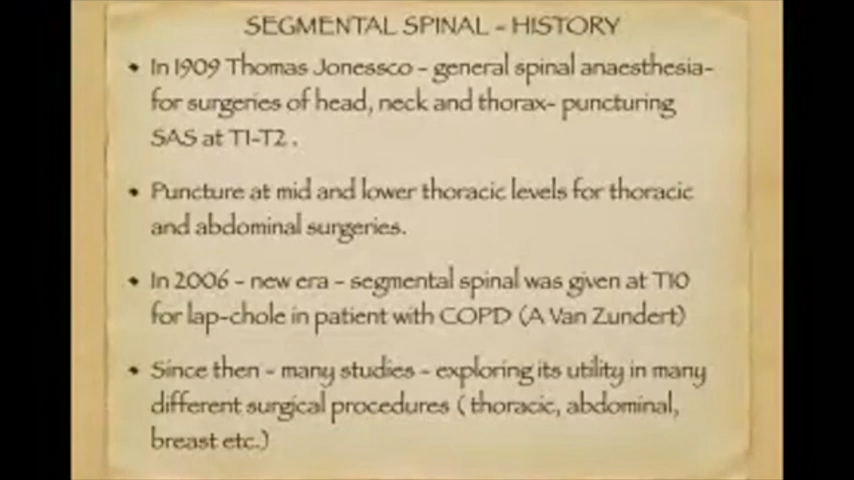 SEGMENTAL SPINAL - HISTORY
• In 1909 Thomas Jonessco - general spinal anaesthesia-
for surgeries of head, neck and thorax- puncturing
SAS at T1-T2 .
• Puncture at mid and lower thoracic levels for thoracic
and abdominal surgeries.
• In 2006 - new era - segmental spinal was given at T10
for lap-chole in patient with COPD (A Van Zundert)
• Since then - many studies - exploring its utility in many
different surgical procedures ( thoracic, abdominal,
breast etc.)